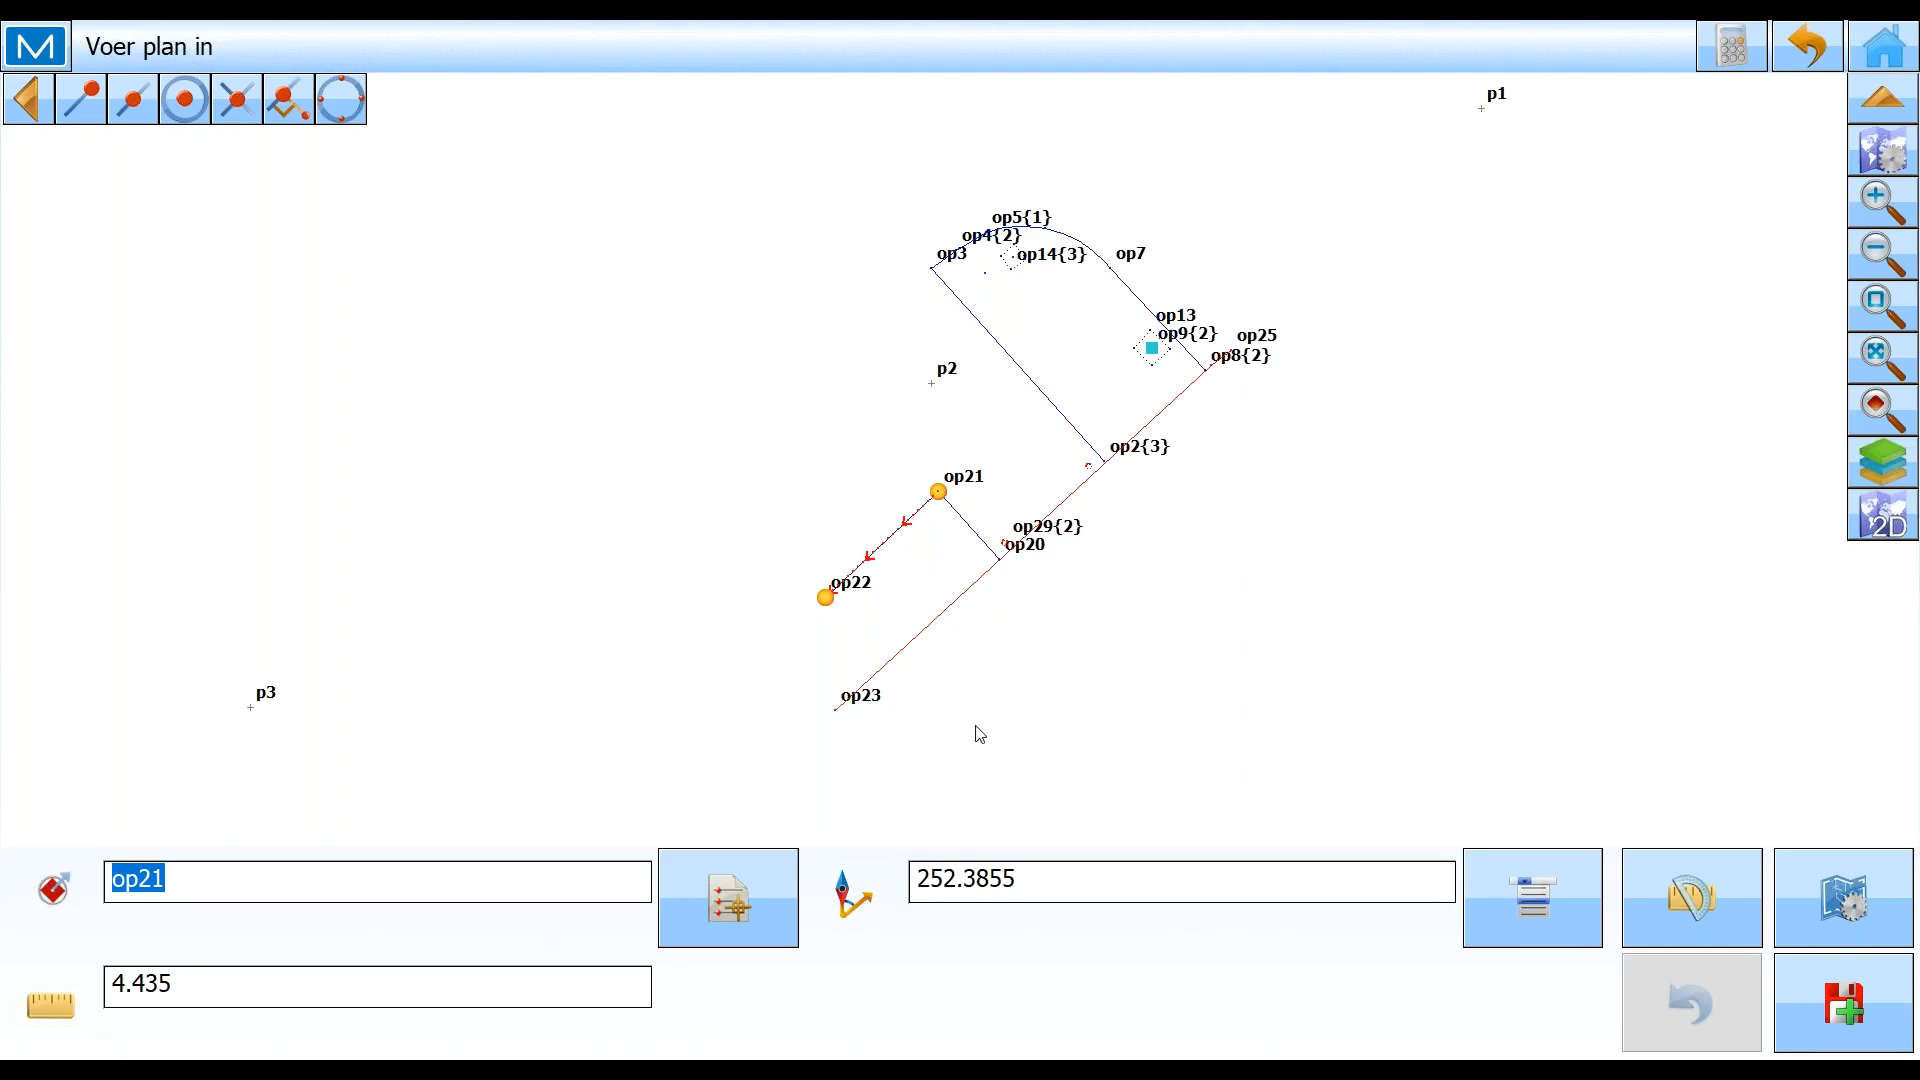 Voer plan in
p1
op5{1}
op4{2}
op3
op14{3}
op7
op13
op9{2}
op25
op8{2}
p2
op2{3}
op21
op29{2}
op20
op22
p3
op23
2D
op21
252.3855
4.435